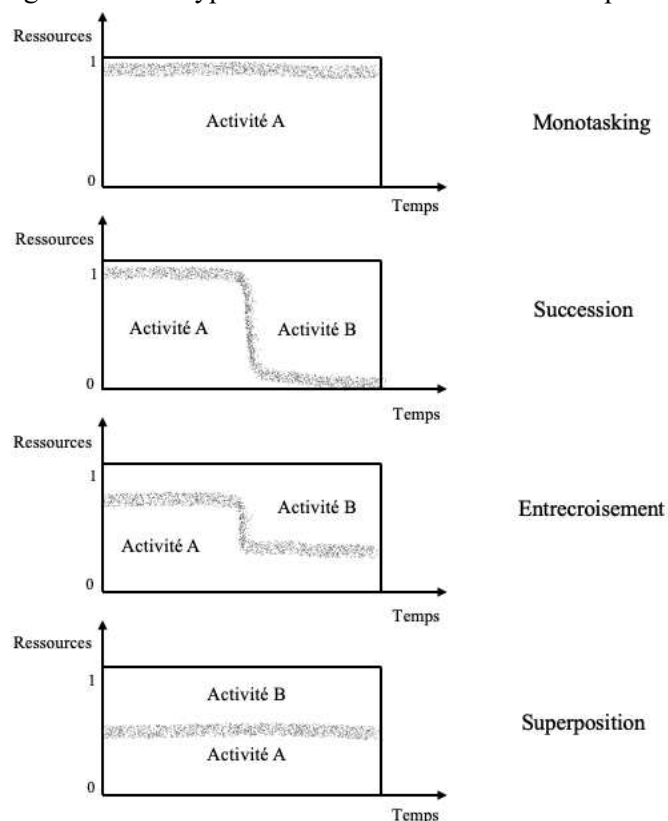 Ressources
1
Activité A
Monotasking
0
Temps
Ressources
1
Activité A
Activité B
Succession
0
Temps
Ressources
1
Activité B
Entrecroisement
Activité A
0
Temps
Ressources
1
Activité B
Superposition
Activité A
0
Temps